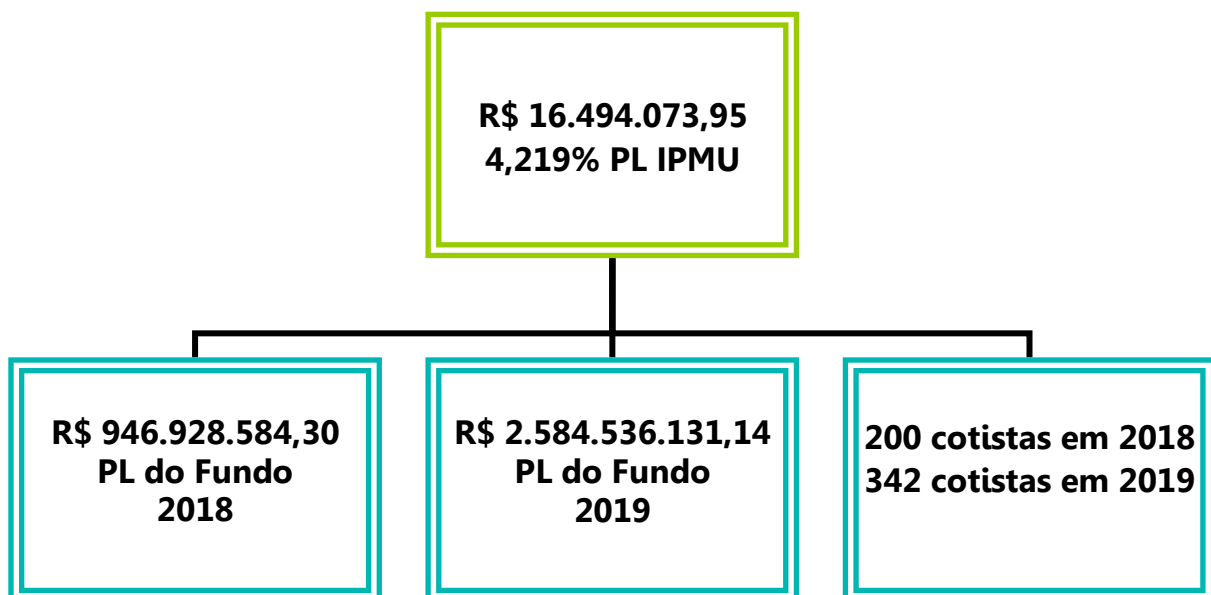 R$ 16.494.073,95
4,219% PL IPMU
R$ 946.928.584,30
PL do Fundo
2018
R$ 2.584.536.131,14
PL do Fundo
2019
200 cotistas em 2018
342 cotistas em 2019